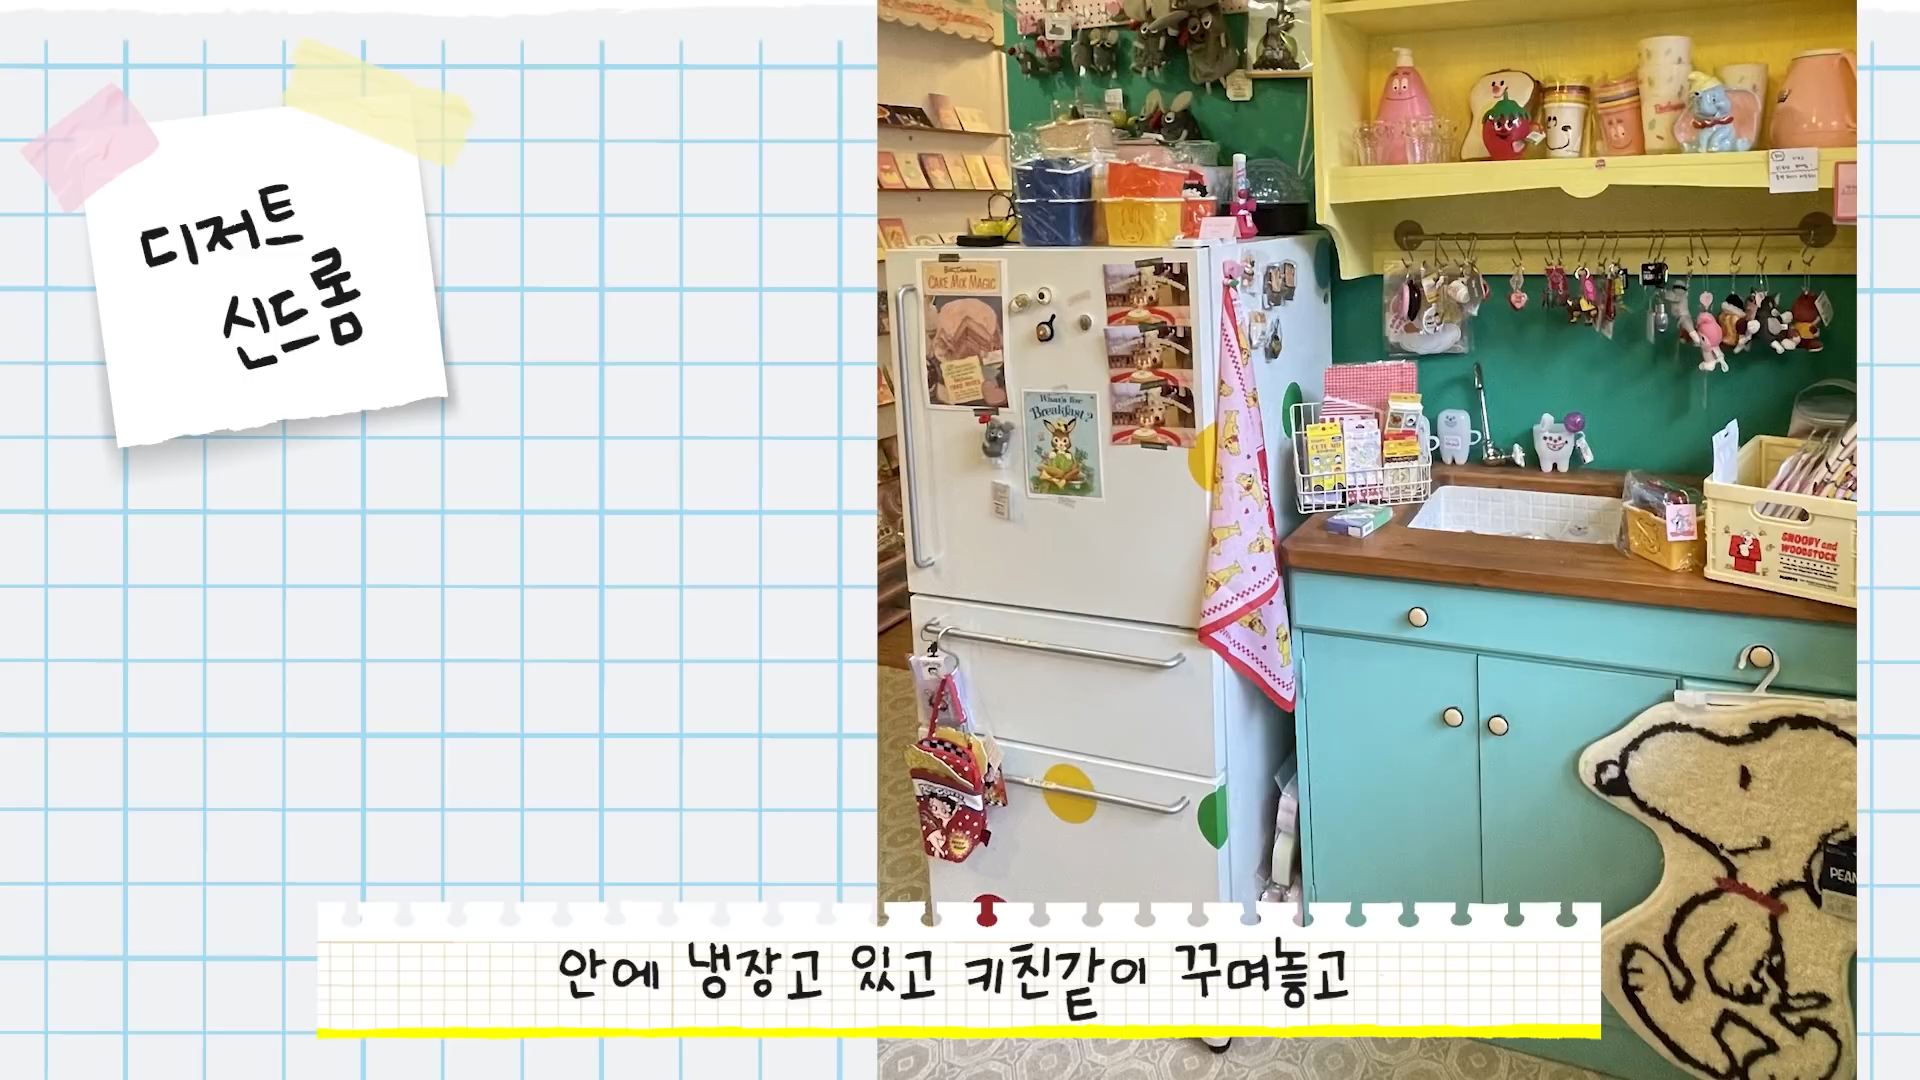 디저트
신드롬
CAKE MIX MAGIC
What's for
Breakfast?
SNOOPY and
WOODSTOCK
PEAN
안에 냉장고 있고 키친같이 꾸며놓고